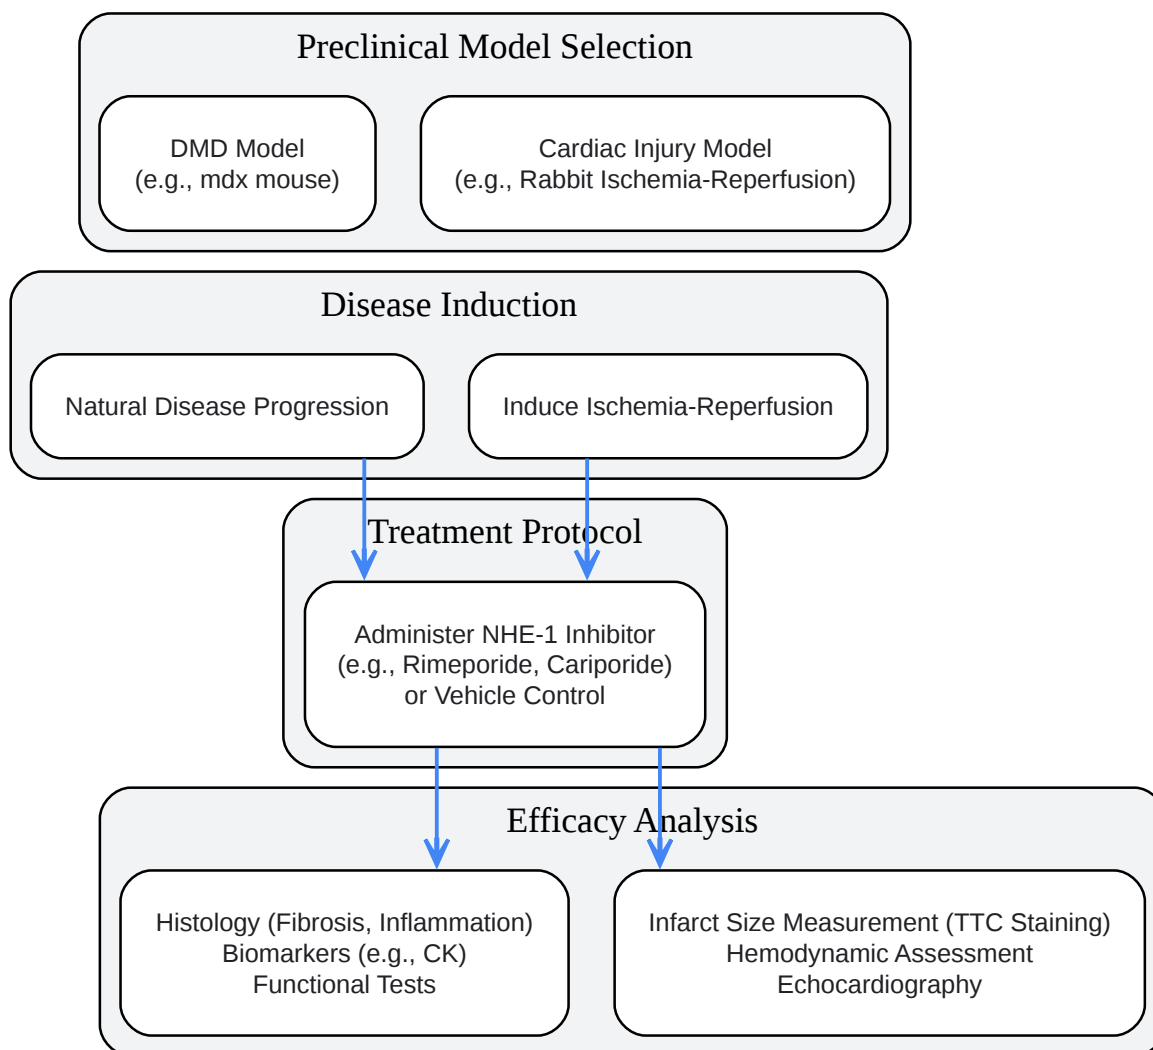 Preclinical Model Selection
DMD Model
(e.g., mdx mouse)
Cardiac Injury Model
(e.g., Rabbit Ischemia-Reperfusion)
Disease Induction
Natural Disease Progression
Induce Ischemia-Reperfusion
Treatment Protocol
Administer NHE-1 Inhibitor
(e.g., Rimeporide, Cariporide)
or Vehicle Control
Efficacy Analysis
Histology (Fibrosis, Inflammation)
Biomarkers (e.g., CK)
Functional Tests
Infarct Size Measurement (TTC Staining)
Hemodynamic Assessment
Echocardiography